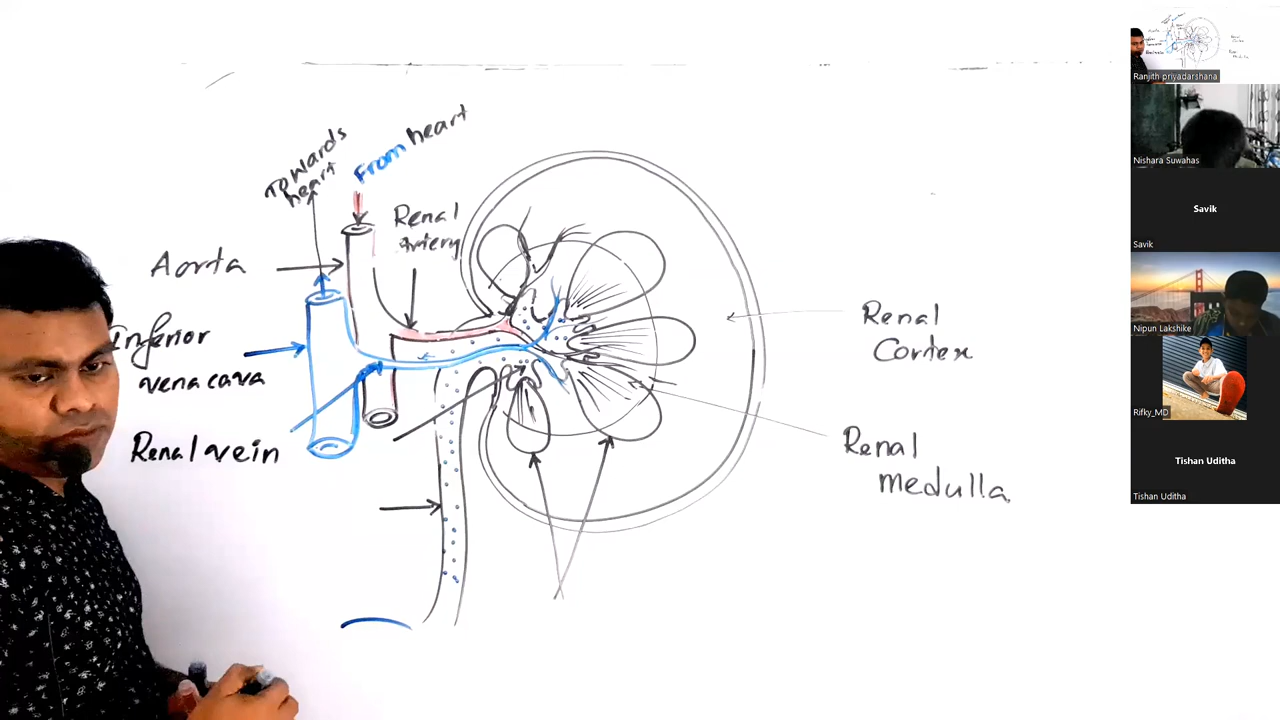 Towards
heart
From heart
Renal
artery
Aorta
Inferior
vena cava
Renal vein
Renal
Cortex
Renal
medulla
Ranjith priyadarshana
Nishara Suwahas
Savik
Savik
Nipun Lakshike
Rifky_MD
Tishan Uditha
Tishan Uditha